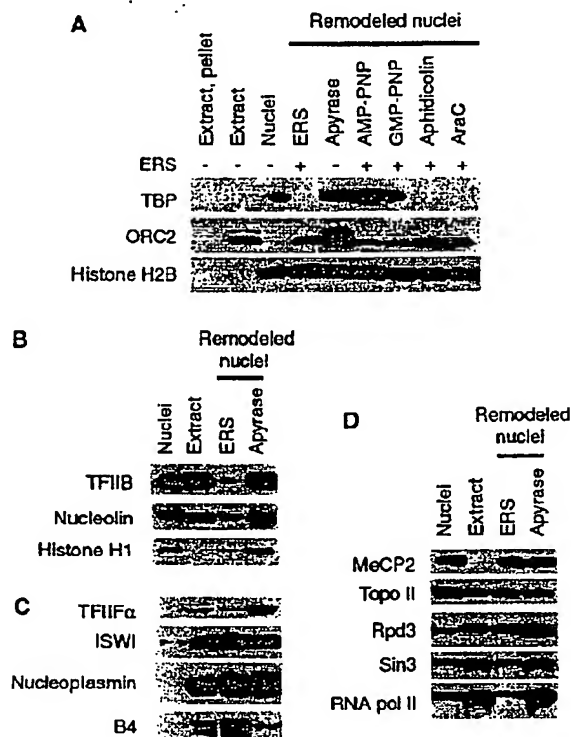 A
Remodeled nuclei
Extract, pellet
Extract
Nuclei
ERS
Apyrase
AMP-PNP
GMP-PNP
Aphidicolin
AraC
ERS - - - + - + + + +
TBP
ORC2
Histone H2B
B
Remodeled
nuclei
Nuclei
Extract
ERS
Apyrase
TFIIB
Nucleolin
Histone H1
C
TFIIFα
ISWI
Nucleoplasmin
B4
D
Remodeled
nuclei
Nuclei
Extract
ERS
Apyrase
MeCP2
Topo II
Rpd3
Sin3
RNA pol II